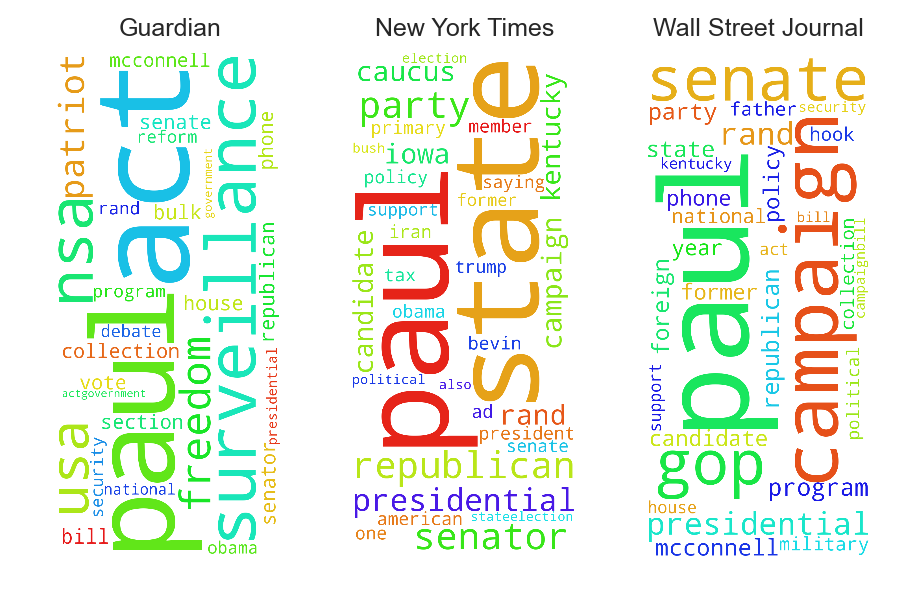 Guardian
mcconnell
patriot
act
surveillance
senate
reform
phone
government
nsa
rand
bulk
republican
program
house
paul
debate
collection
freedom
presidential
vote
actgovernment
section
usa
security
senator
national
bill
obama
New York Times
election
caucus
state
party
kentucky
primary
member
bush
iowa
policy
saying
paul
former
support
iran
campaign
candidate
trump
tax
obama
bevin
political
also
ad
rand
president
senate
republican
presidential
american
stateelection
one
senator
Wall Street Journal
senate
party
father
security
rand
hook
campaign
state
kentucky
policy
paul
phone
national
bill
year
act
collection
campaignbill
foreign
former
republican
support
political
candidate
gop
program
house
presidential
mcconnell
military